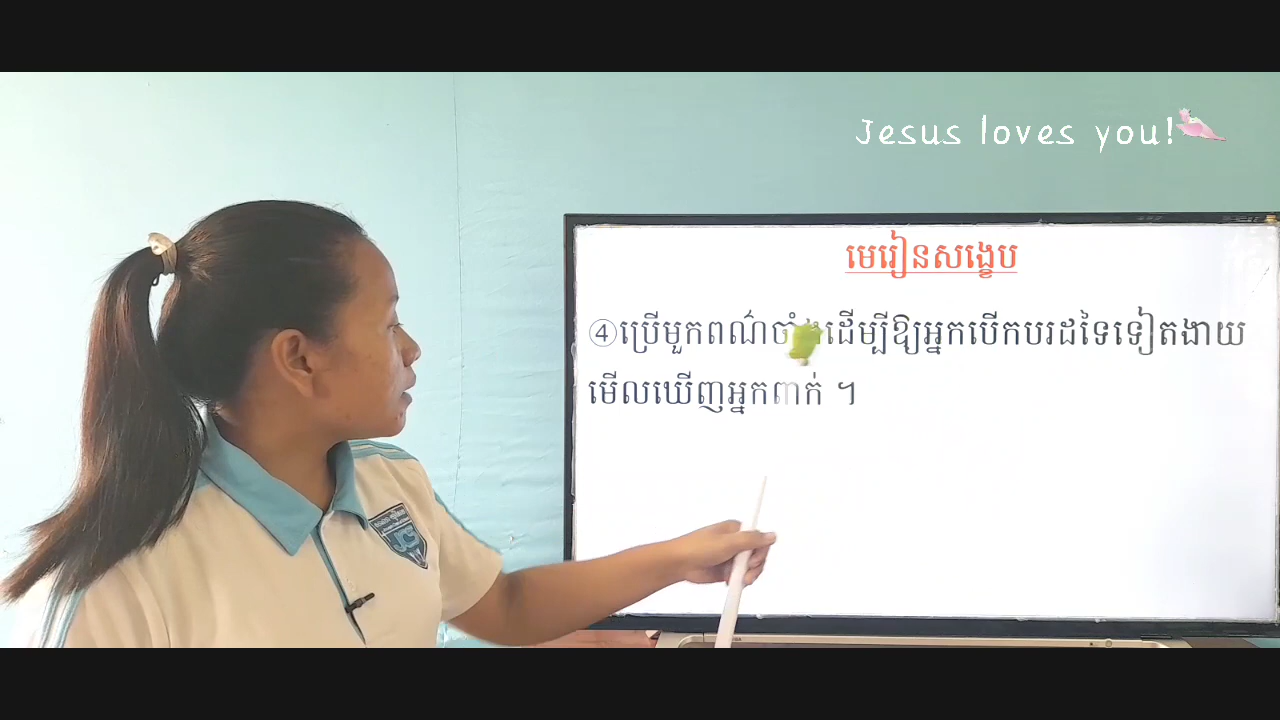 Jesus loves you!
មេរៀនសង្ខេប
④ប្រើមួកពណ៌ចាំងដើម្បីឱ្យអ្នកបើកបរដទៃទៀតងាយ
មើលឃើញអ្នកពាក់ ។